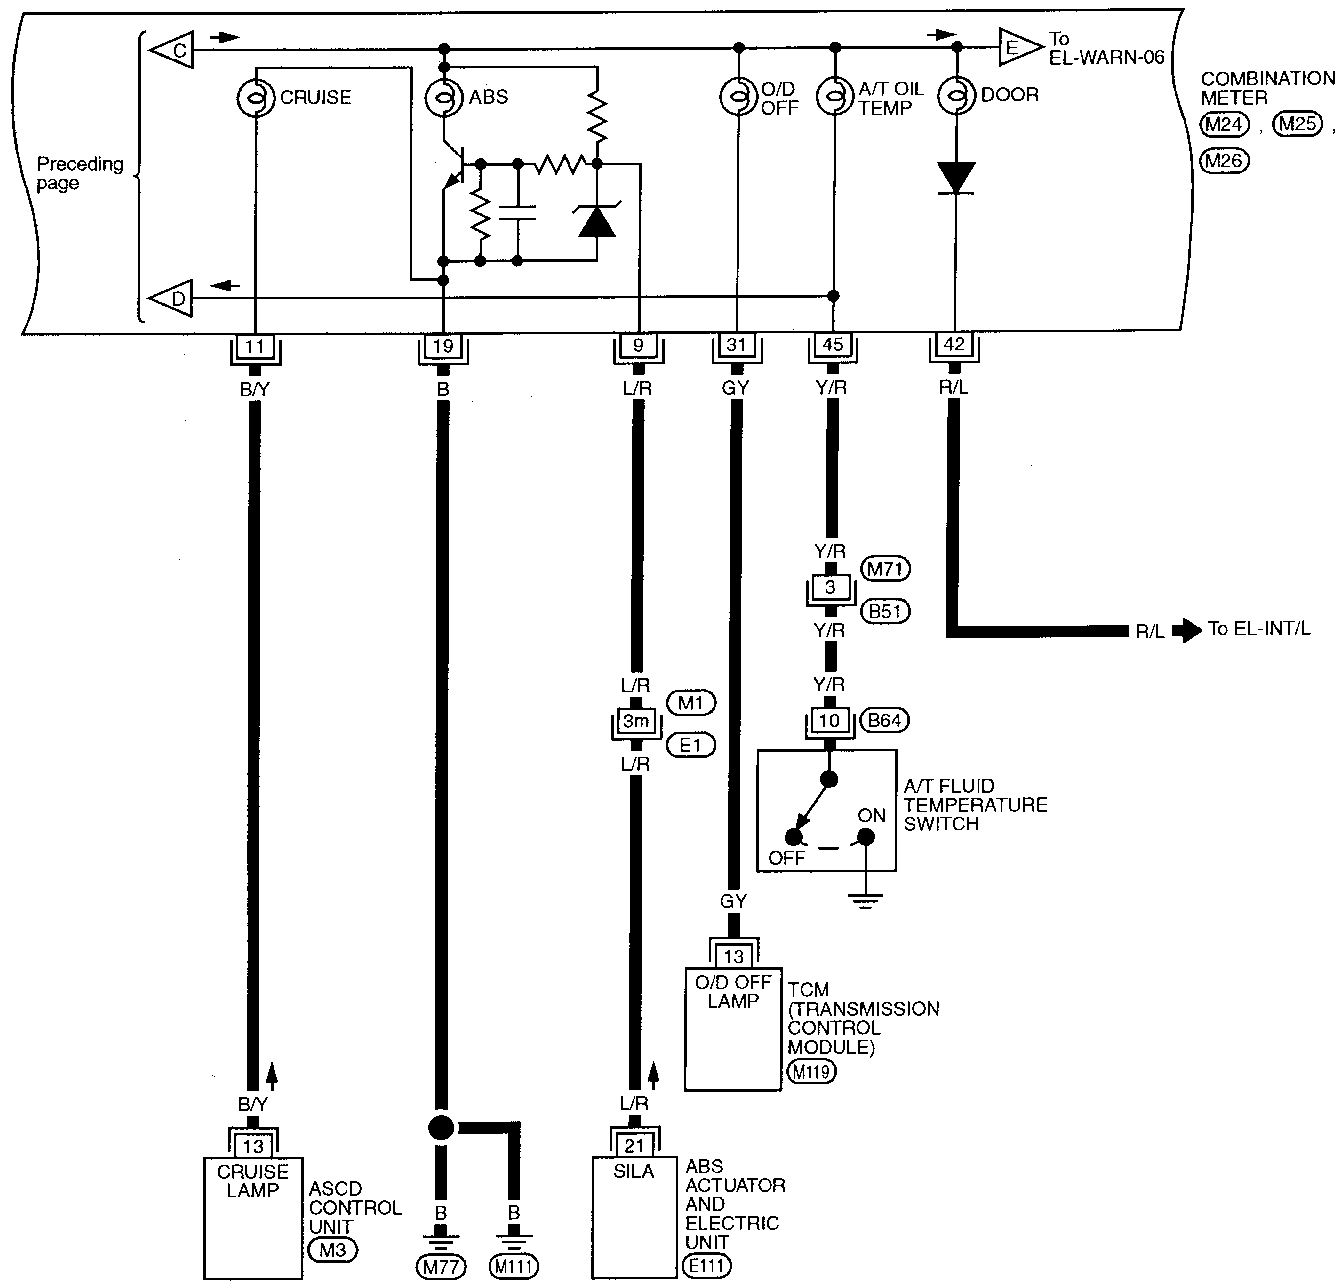 C
E
To
EL-WARN-06
CRUISE
ABS
O/D
OFF
A/T OIL
TEMP
DOOR
COMBINATION
METER
M24 , M25 ,
M26
Preceding
page
D
11
19
9
31
45
42
B/Y
B
L/R
GY
Y/R
R/L
Y/R
M71
3
B51
Y/R
R/L
To EL-INT/L
L/R
Y/R
M1
3m
10
B64
E1
L/R
A/T FLUID
TEMPERATURE
SWITCH
ON
OFF
GY
13
O/D OFF
LAMP
TCM
(TRANSMISSION
CONTROL
MODULE)
M119
B/Y
L/R
13
21
CRUISE
LAMP
ASCD
CONTROL
UNIT
M3
SILA
ABS
ACTUATOR
AND
ELECTRIC
UNIT
E111
B
B
M77
M111